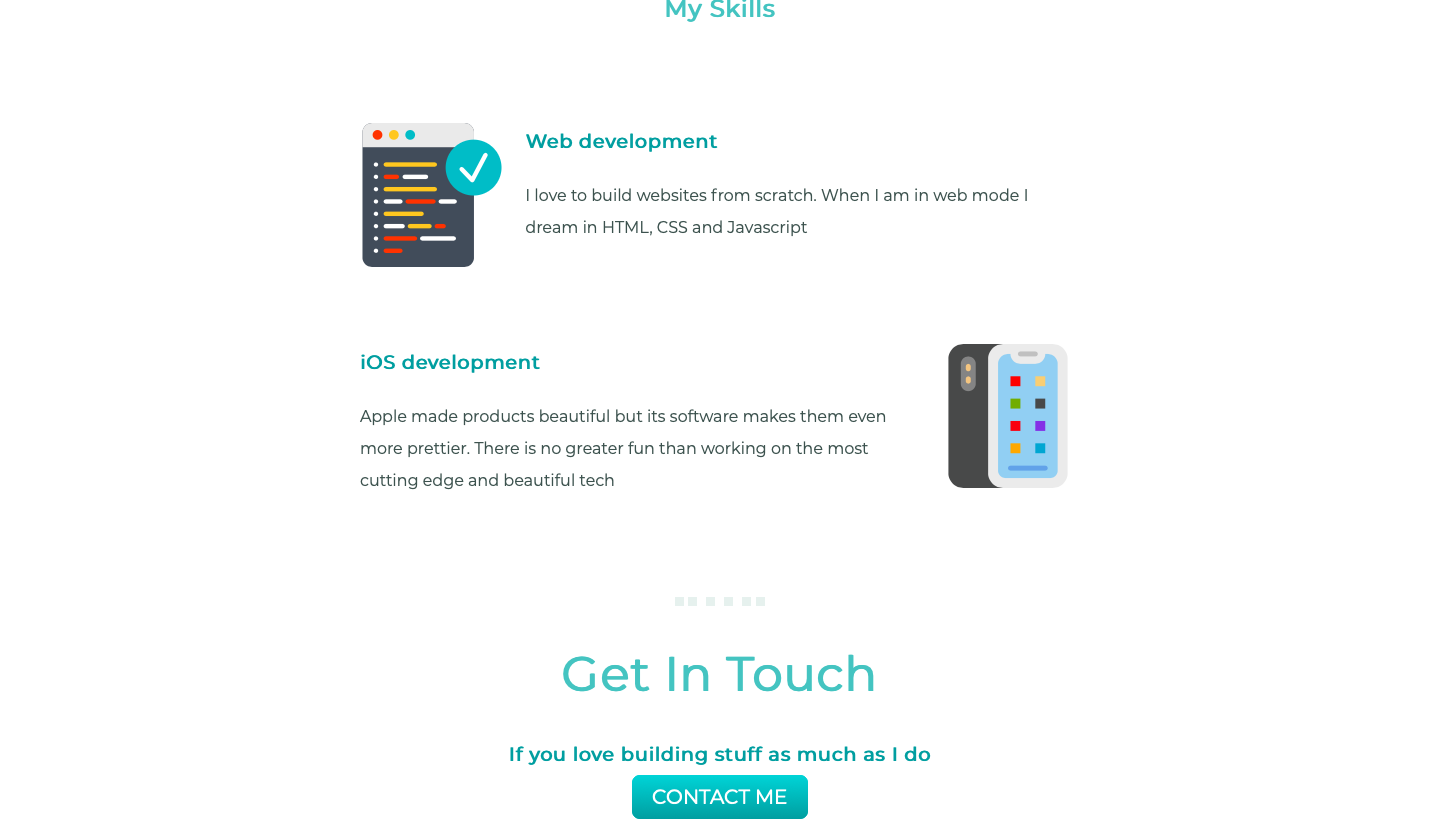 My Skills
Web development
I love to build websites from scratch. When I am in web mode I
dream in HTML, CSS and Javascript
iOS development
Apple made products beautiful but its software makes them even
more prettier. There is no greater fun than working on the most
cutting edge and beautiful tech
Get In Touch
If you love building stuff as much as I do
CONTACT ME